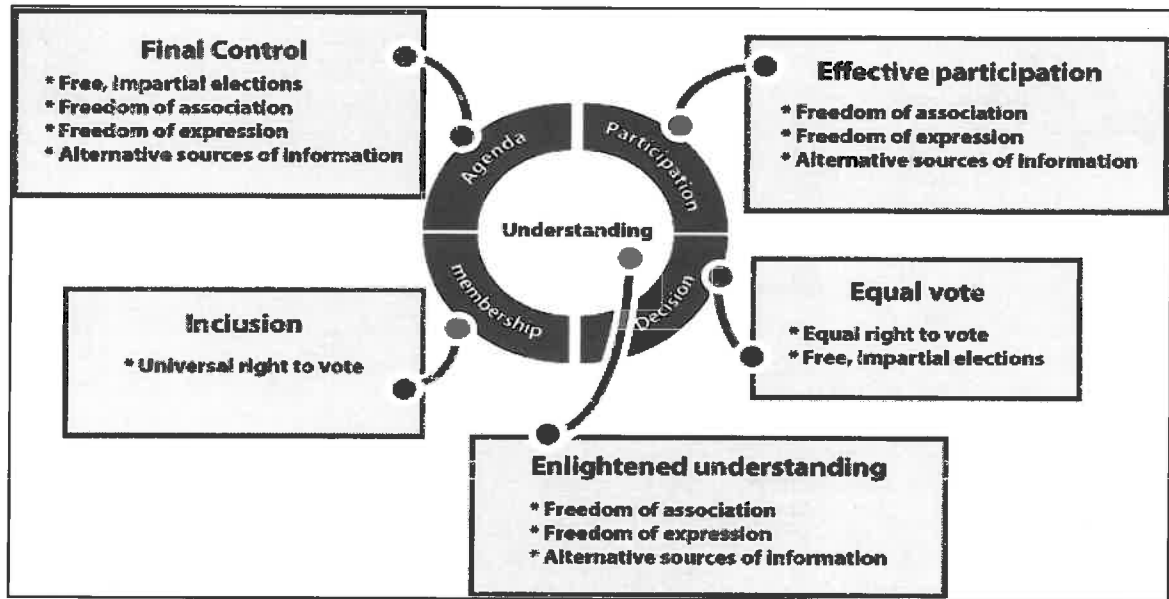 Final Control
* Free, Impartial elections
* Freedom of association
* Freedom of expression
* Alternative sources of information
Effective participation
* Freedom of association
* Freedom of expression
* Alternative sources of information
Agenda
Participation
Understanding
membership
Decision
Inclusion
* Universal right to vote
Equal vote
* Equal right to vote
* Free, Impartial elections
Enlightened understanding
* Freedom of association
* Freedom of expression
* Alternative sources of information